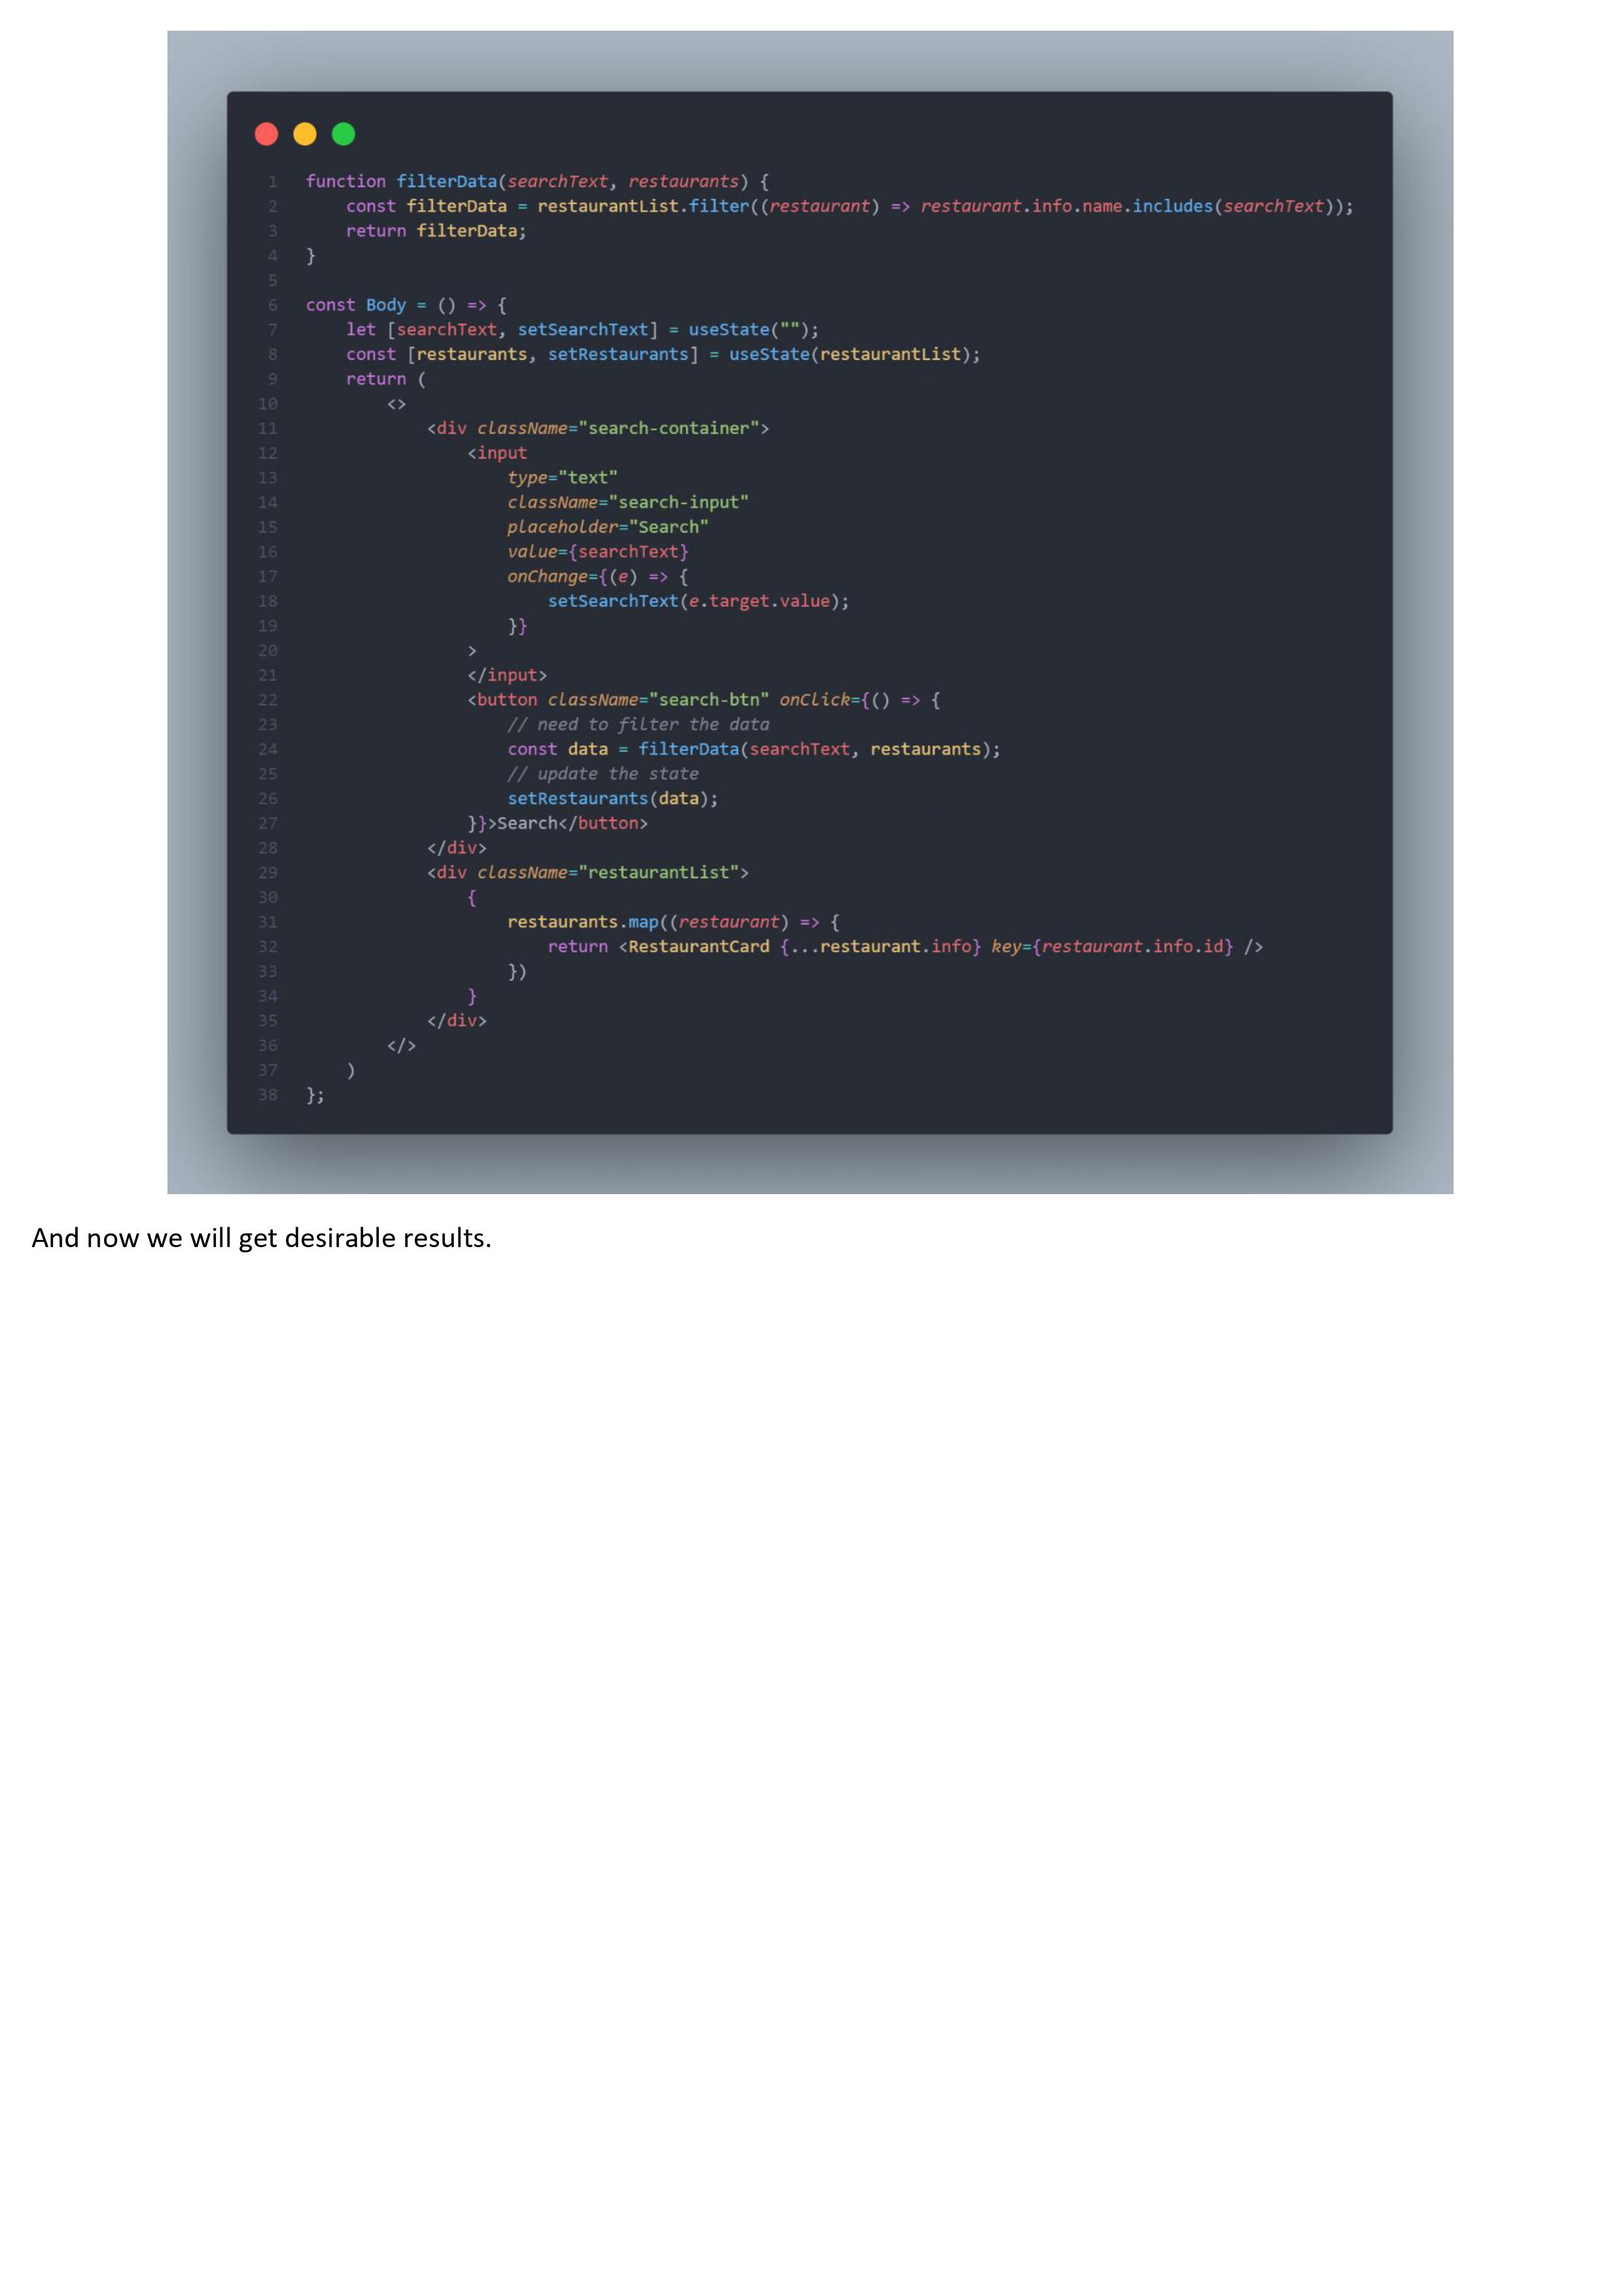 1 function filterData(searchText, restaurants) {
2     const filterData = restaurantList.filter((restaurant) => restaurant.info.name.includes(searchText));
3     return filterData;
4 }
5
6 const Body = () => {
7     let [searchText, setSearchText] = useState("");
8     const [restaurants, setRestaurants] = useState(restaurantList);
9     return (
10         <>
11             <div className="search-container">
12                 <input
13                     type="text"
14                     className="search-input"
15                     placeholder="Search"
16                     value={searchText}
17                     onChange={(e) => {
18                         setSearchText(e.target.value);
19                     }}
20                 >
21                 </input>
22                 <button className="search-btn" onClick={() => {
23                     // need to filter the data
24                     const data = filterData(searchText, restaurants);
25                     // update the state
26                     setRestaurants(data);
27                 }}>Search</button>
28             </div>
29             <div className="restaurantList">
30                 {
31                     restaurants.map((restaurant) => {
32                         return <RestaurantCard {...restaurant.info} key={restaurant.info.id} />
33                     })
34                 }
35             </div>
36         </>
37     )
38 };
And now we will get desirable results.